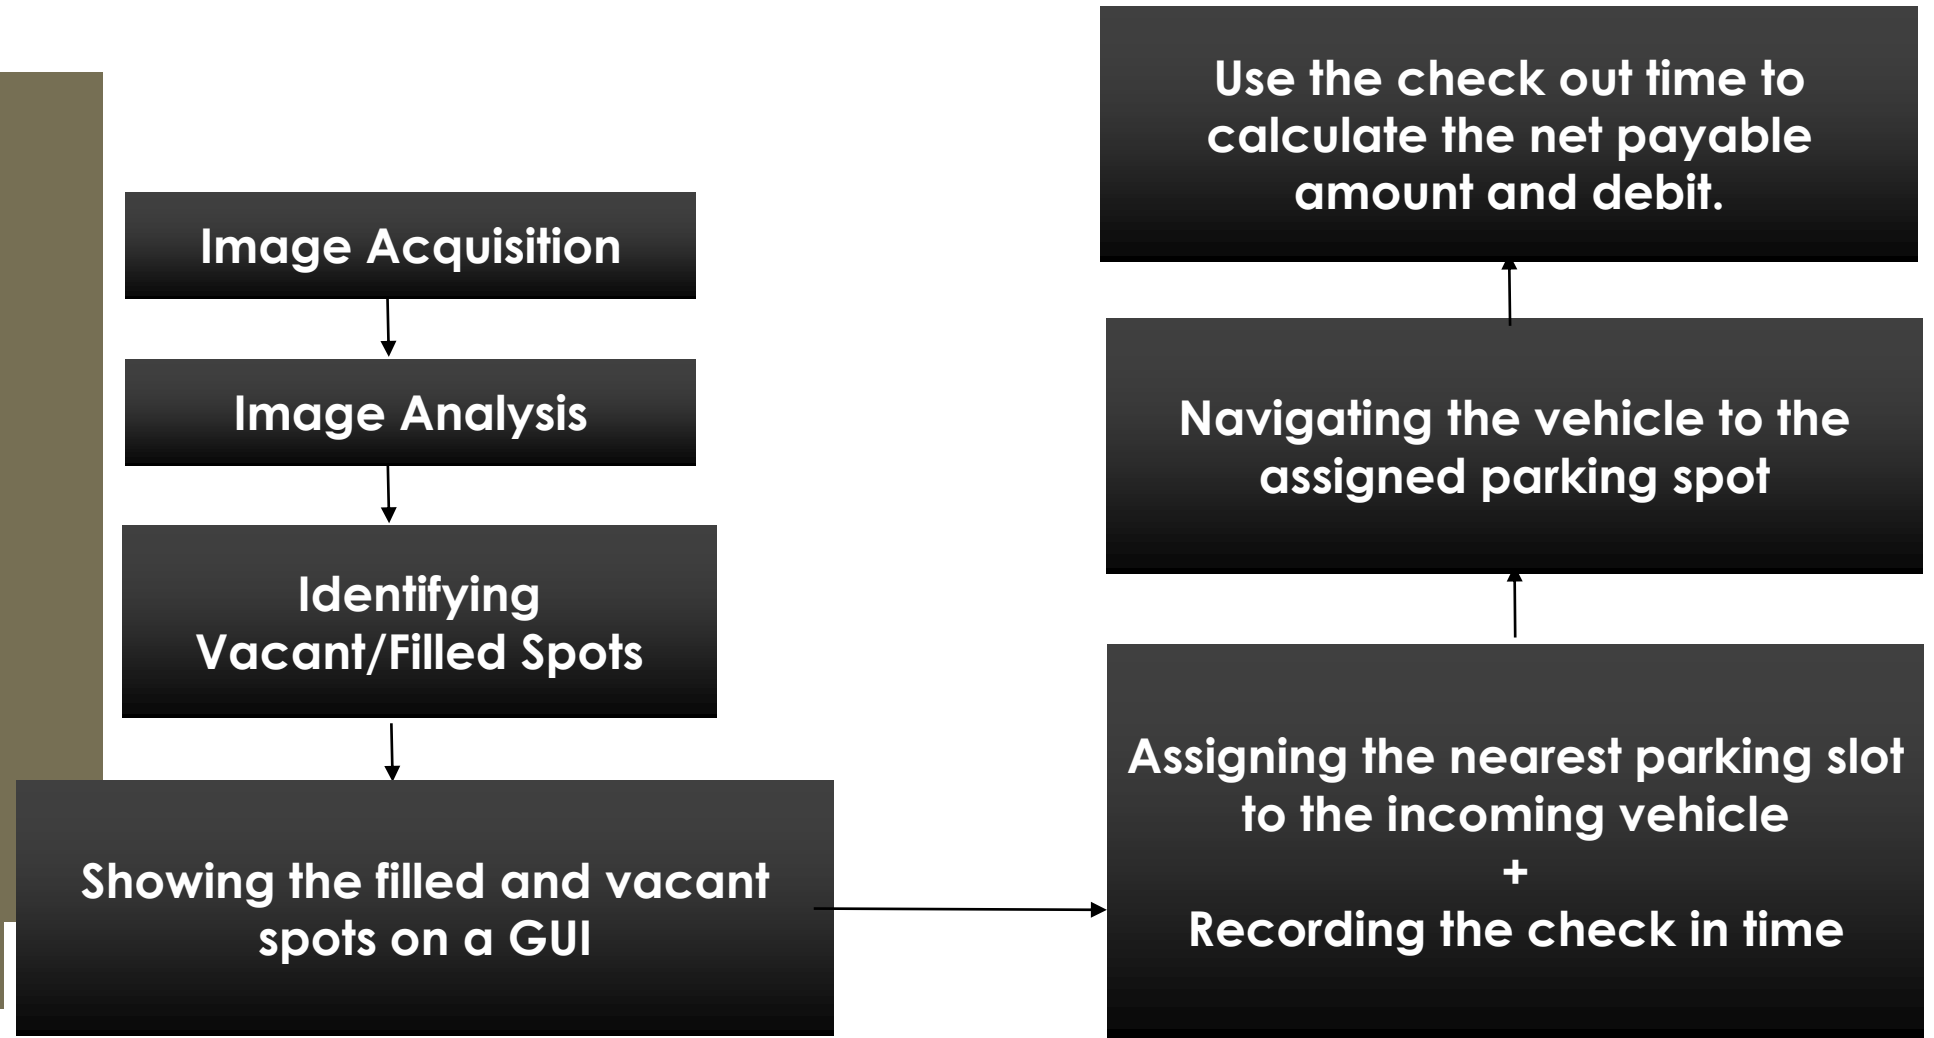 Image Acquisition
Image Analysis
Identifying
Vacant/Filled Spots
Showing the filled and vacant
spots on a GUI
Assigning the nearest parking slot
to the incoming vehicle
+
Recording the check in time
Navigating the vehicle to the
assigned parking spot
Use the check out time to
calculate the net payable
amount and debit.